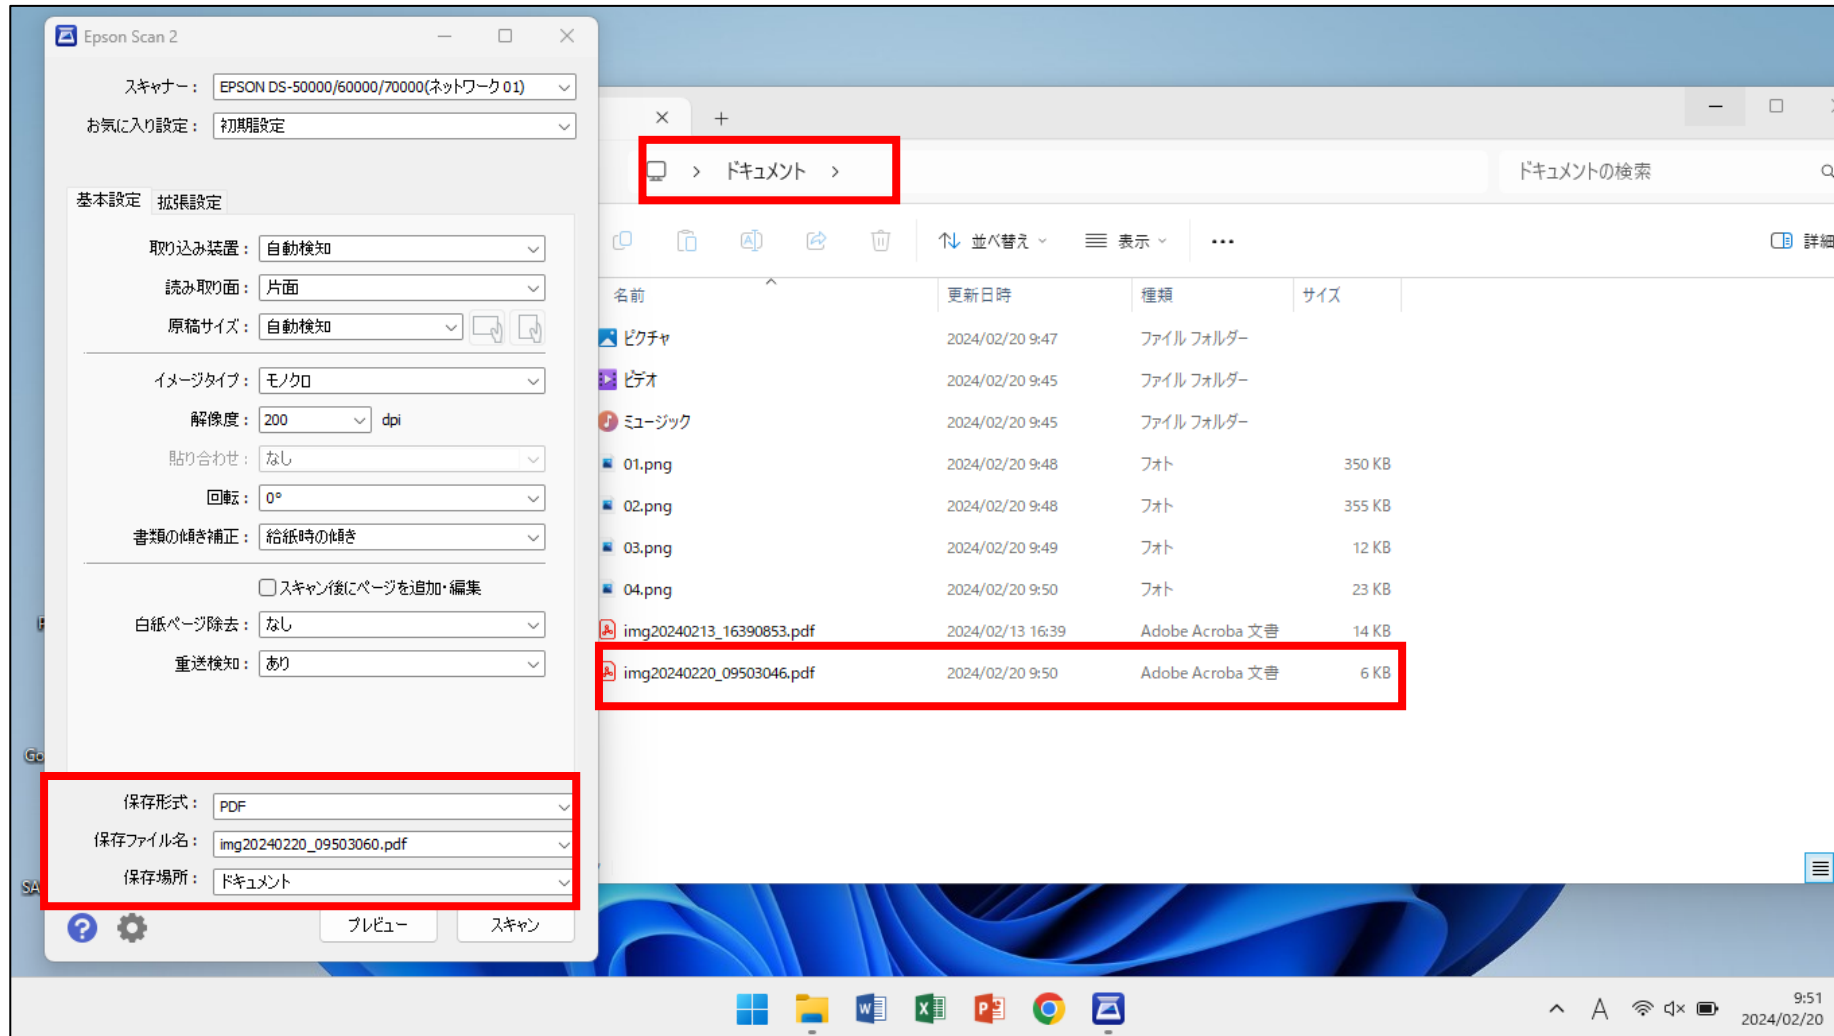 Epson Scan 2
スキャナー： EPSON DS-50000/60000/70000(ネットワーク 01)
お気に入り設定： 初期設定
基本設定 拡張設定
取り込み装置： 自動検知
読み取り面： 片面
原稿サイズ： 自動検知
イメージタイプ： モノクロ
解像度： 200 dpi
貼り合わせ： なし
回転： 0°
書類の傾き補正： 給紙時の傾き
スキャン後にページを追加・編集
白紙ページ除去： なし
重送検知： あり
保存形式： PDF
保存ファイル名： img20240220_09503060.pdf
保存場所： ドキュメント
プレビュー スキャン
ドキュメント
ドキュメントの検索
並べ替え 表示 詳細
名前 更新日時 種類 サイズ
ピクチャ 2024/02/20 9:47 ファイル フォルダー
ビデオ 2024/02/20 9:45 ファイル フォルダー
ミュージック 2024/02/20 9:45 ファイル フォルダー
01.png 2024/02/20 9:48 フォト 350 KB
02.png 2024/02/20 9:48 フォト 355 KB
03.png 2024/02/20 9:49 フォト 12 KB
04.png 2024/02/20 9:50 フォト 23 KB
img20240213_16390853.pdf 2024/02/13 16:39 Adobe Acroba 文書 14 KB
img20240220_09503046.pdf 2024/02/20 9:50 Adobe Acroba 文書 6 KB
Go
SA
A
9:51
2024/02/20